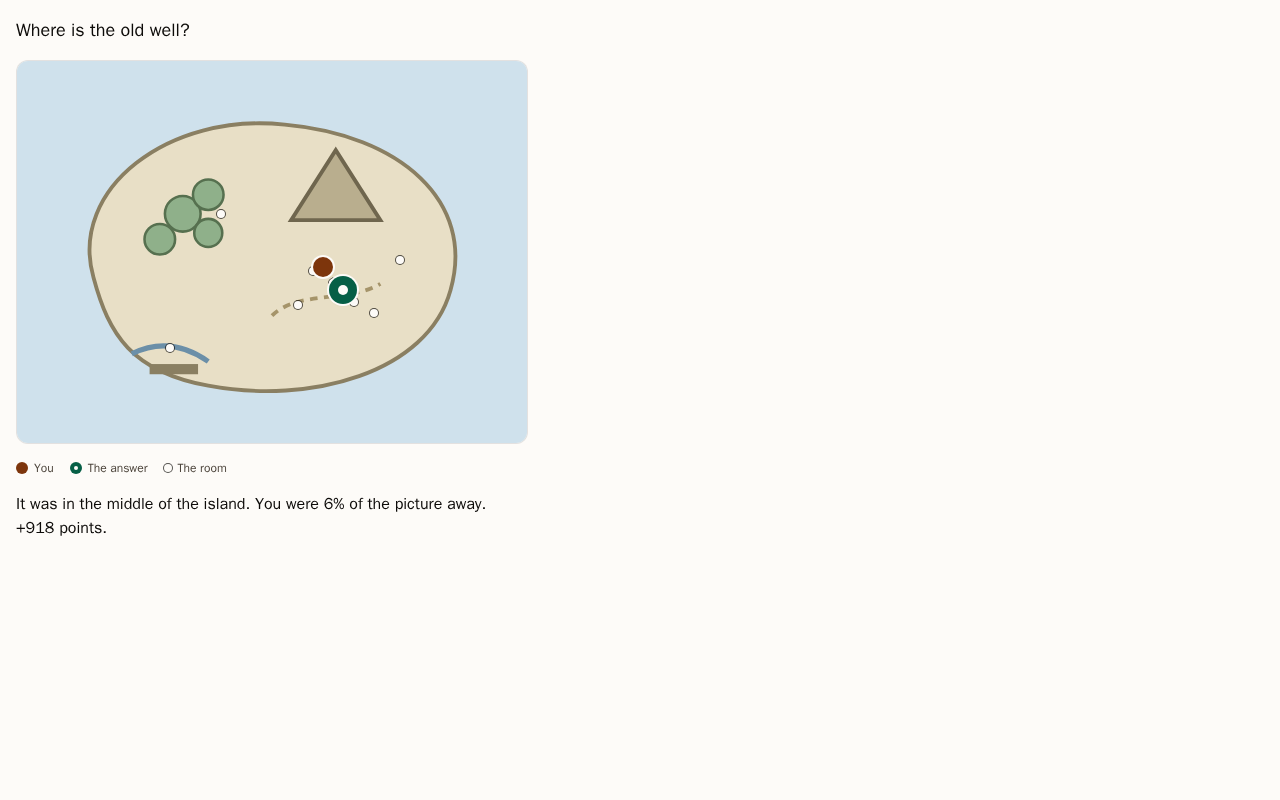 Where is the old well?
You
The answer
The room
It was in the middle of the island. You were 6% of the picture away.
+918 points.